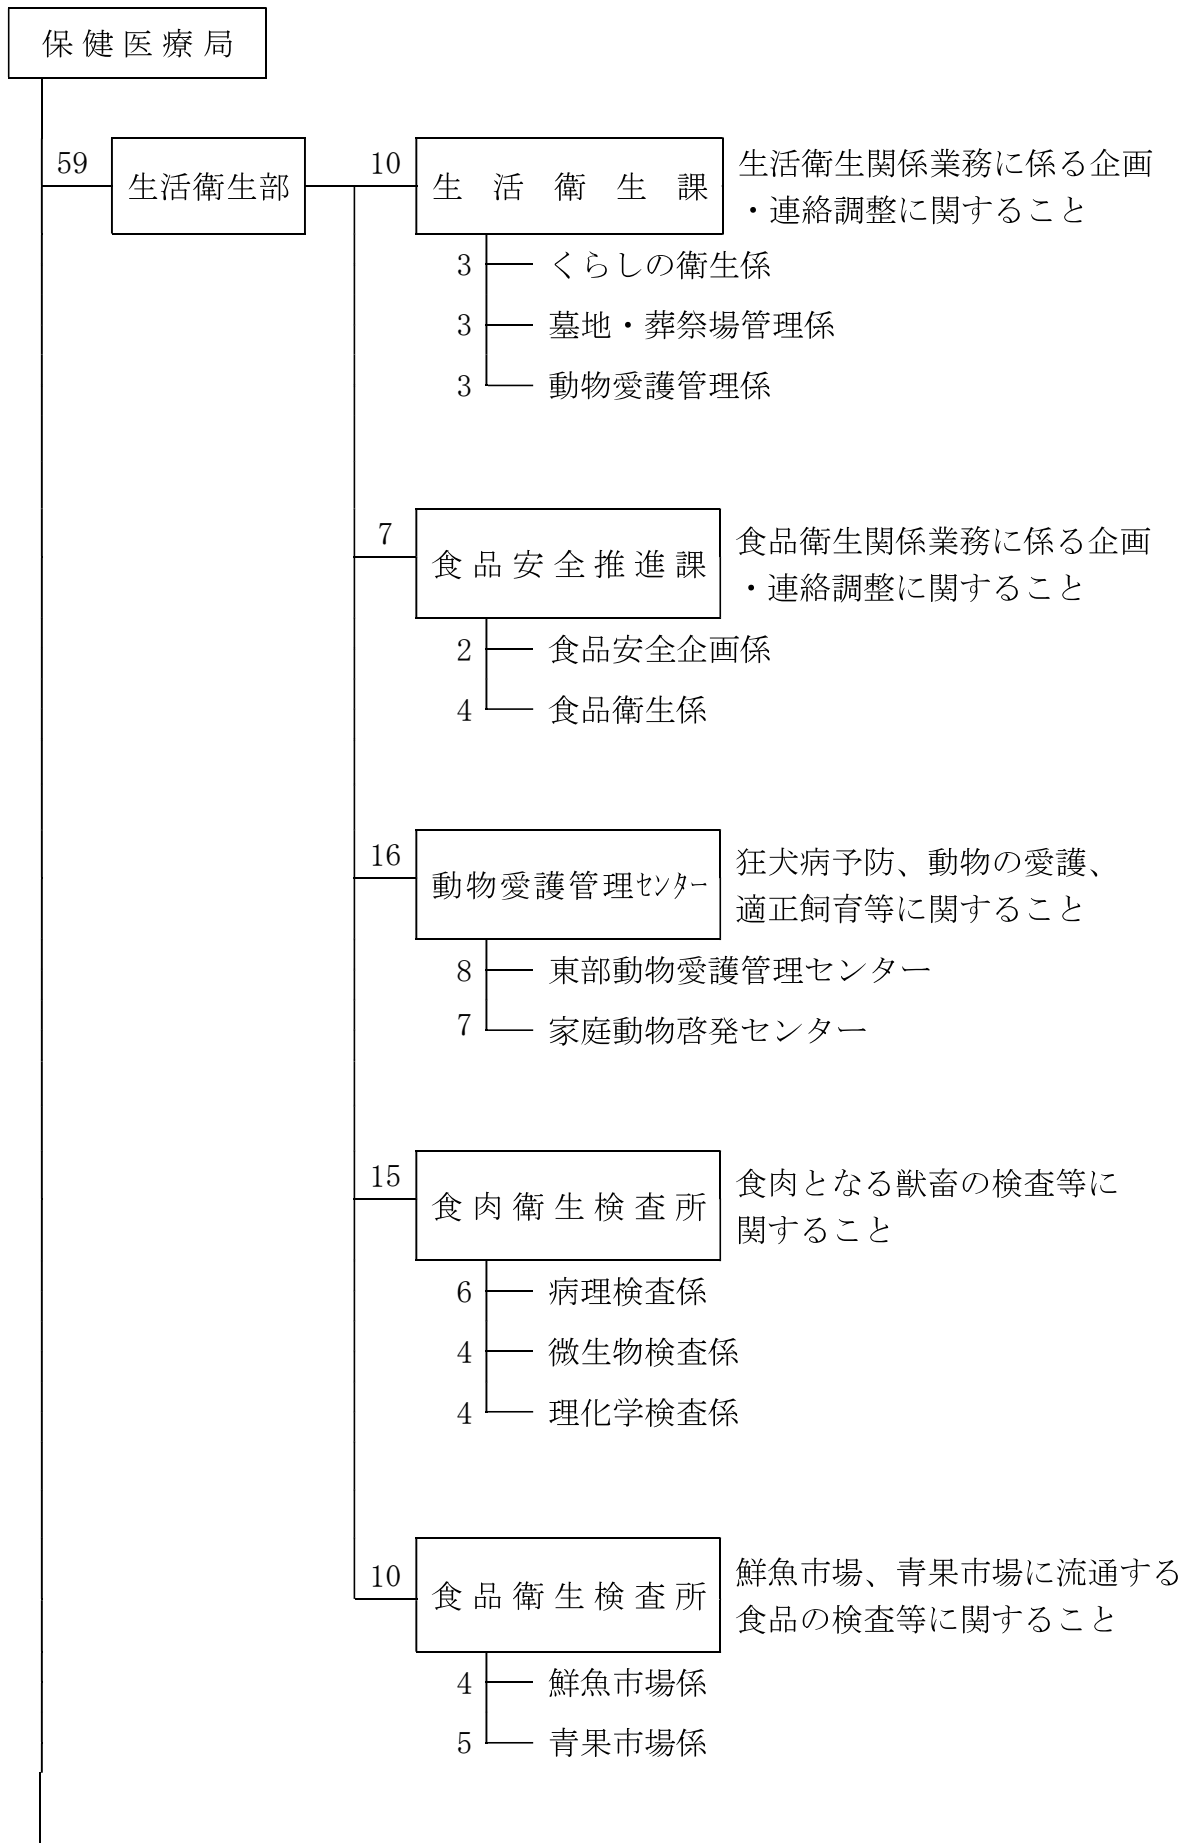 保健医療局
59
生活衛生部
10
生活衛生課
生活衛生関係業務に係る企画
・連絡調整に関すること
3 くらしの衛生係
3 墓地・葬祭場管理係
3 動物愛護管理係
7
食品安全推進課
食品衛生関係業務に係る企画
・連絡調整に関すること
2 食品安全企画係
4 食品衛生係
16
動物愛護管理センター
狂犬病予防、動物の愛護、
適正飼育等に関すること
8 東部動物愛護管理センター
7 家庭動物啓発センター
15
食肉衛生検査所
食肉となる獣畜の検査等に
関すること
6 病理検査係
4 微生物検査係
4 理化学検査係
10
食品衛生検査所
鮮魚市場、青果市場に流通する
食品の検査等に関すること
4 鮮魚市場係
5 青果市場係